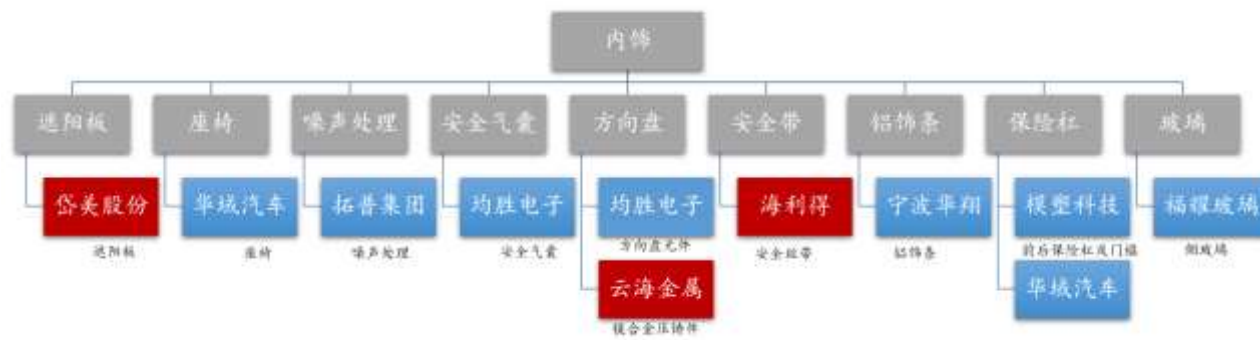 内饰
遮阳板
座椅
噪声处理
安全气囊
方向盘
安全带
铝饰条
保险杠
玻璃
岱美股份
华域汽车
拓普集团
均胜电子
均胜电子
海利得
宁波华翔
模塑科技
福耀玻璃
遮阳板
座椅
噪声处理
安全气囊
方向盘元件
安全丝带
铝饰条
前后保险杠及门槛
侧玻璃
云海金属
华域汽车
镁合金压铸件